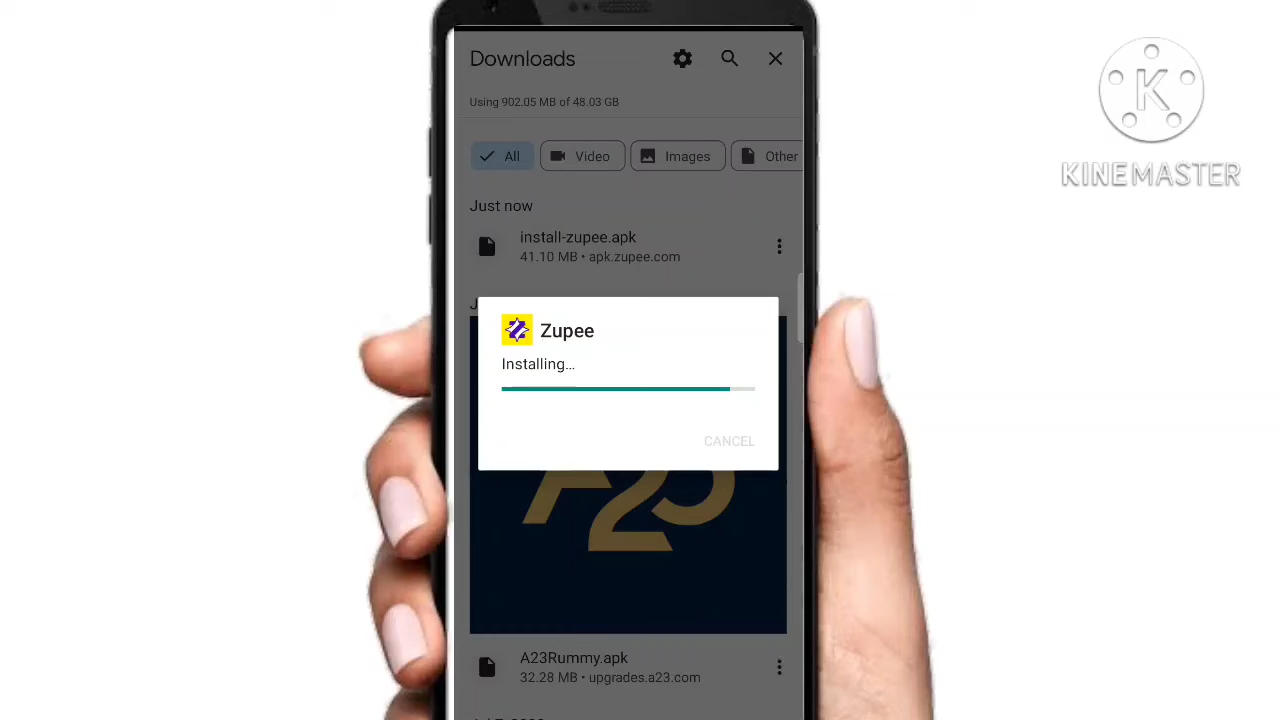 Downloads
Using 902.05 MB of 48.03 GB
All
Video
Images
Other
Just now
install-zupee.apk
41.10 MB • apk.zupee.com
Zupee
Installing...
CANCEL
A23
A23Rummy.apk
32.28 MB • upgrades.a23.com
K
KINEMASTER